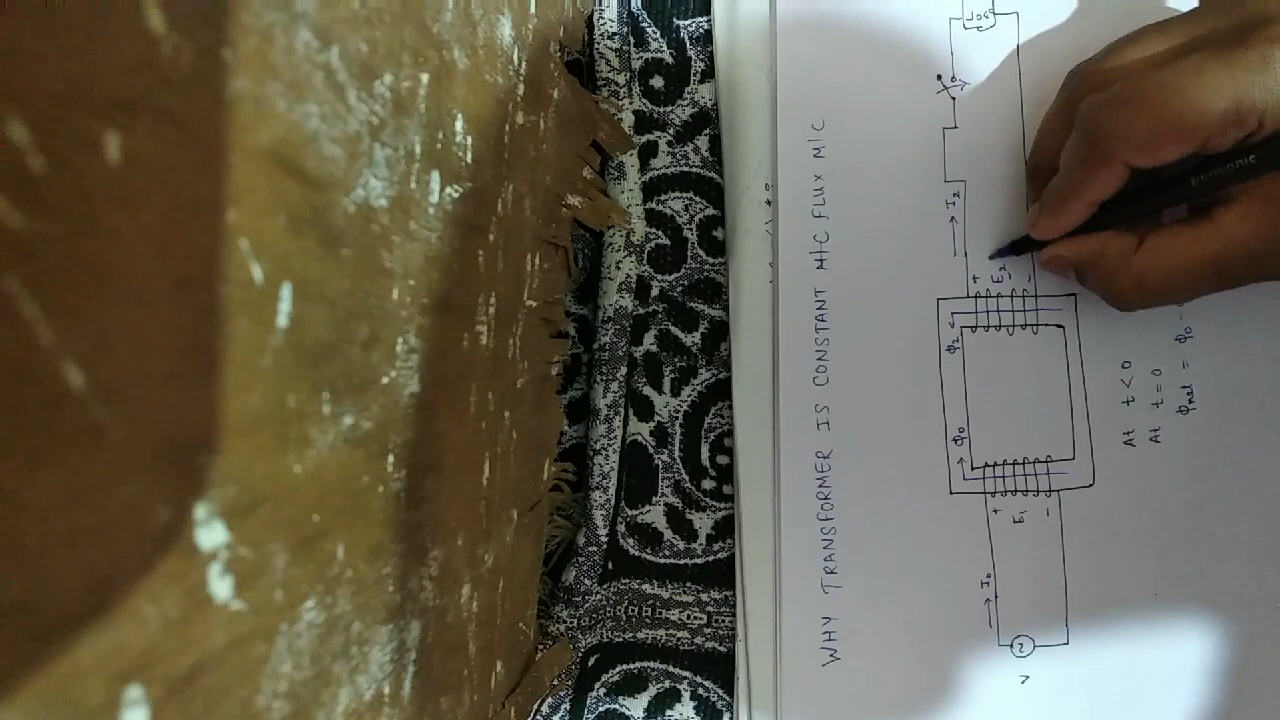 WHY TRANSFORMER IS CONSTANT M/C FLUX M/C
→ I₀
V
+
E₁
-
→ ϕ₀
ϕ₂
+
E₂
-
→ I₂
At t < 0
At t = 0
ϕnet = ϕ₀ -